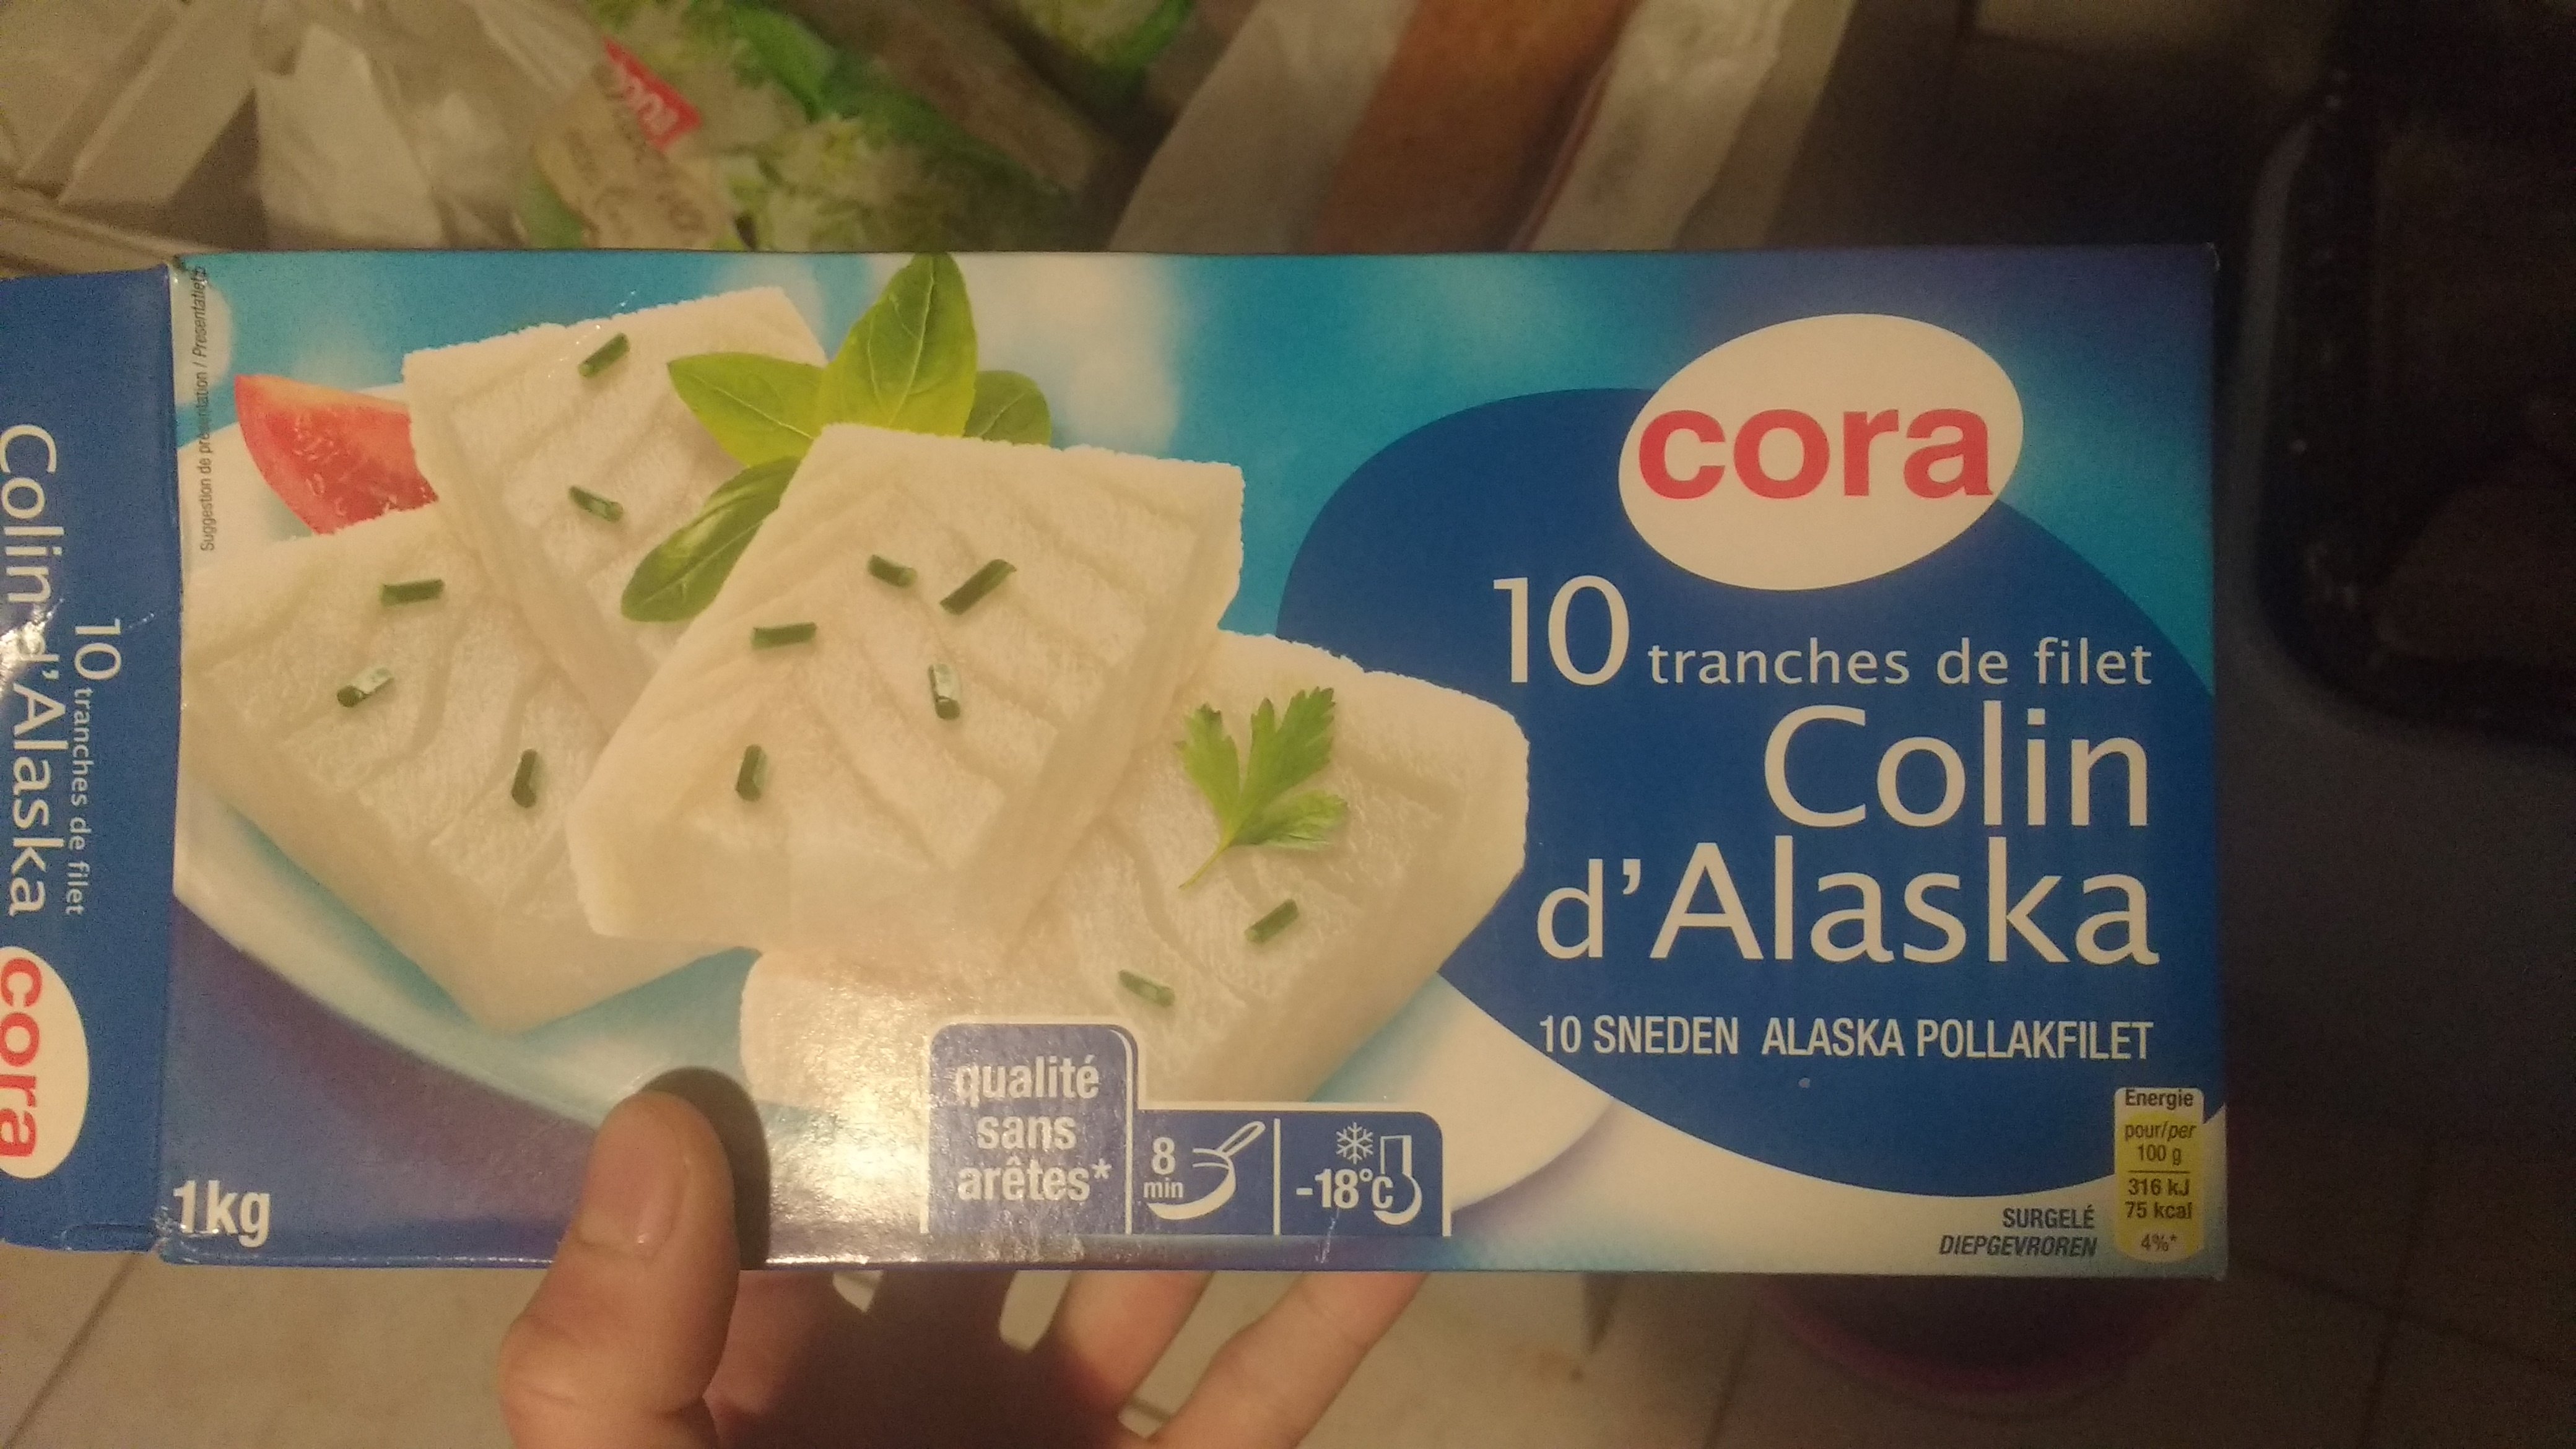 cora
10 tranches de filet
Colin
d'Alaska
10 SNEDEN ALASKA POLLAKFILET
qualité
sans
arêtes*
8
min
-18°C
1kg
SURGELÉ
DIEPGEVROREN
Energie
pour/per
100 g
316 kJ
75 kcal
4%*
Suggestion de présentation / Presentatietip
10 tranches de filet
Colin d'Alaska
cora